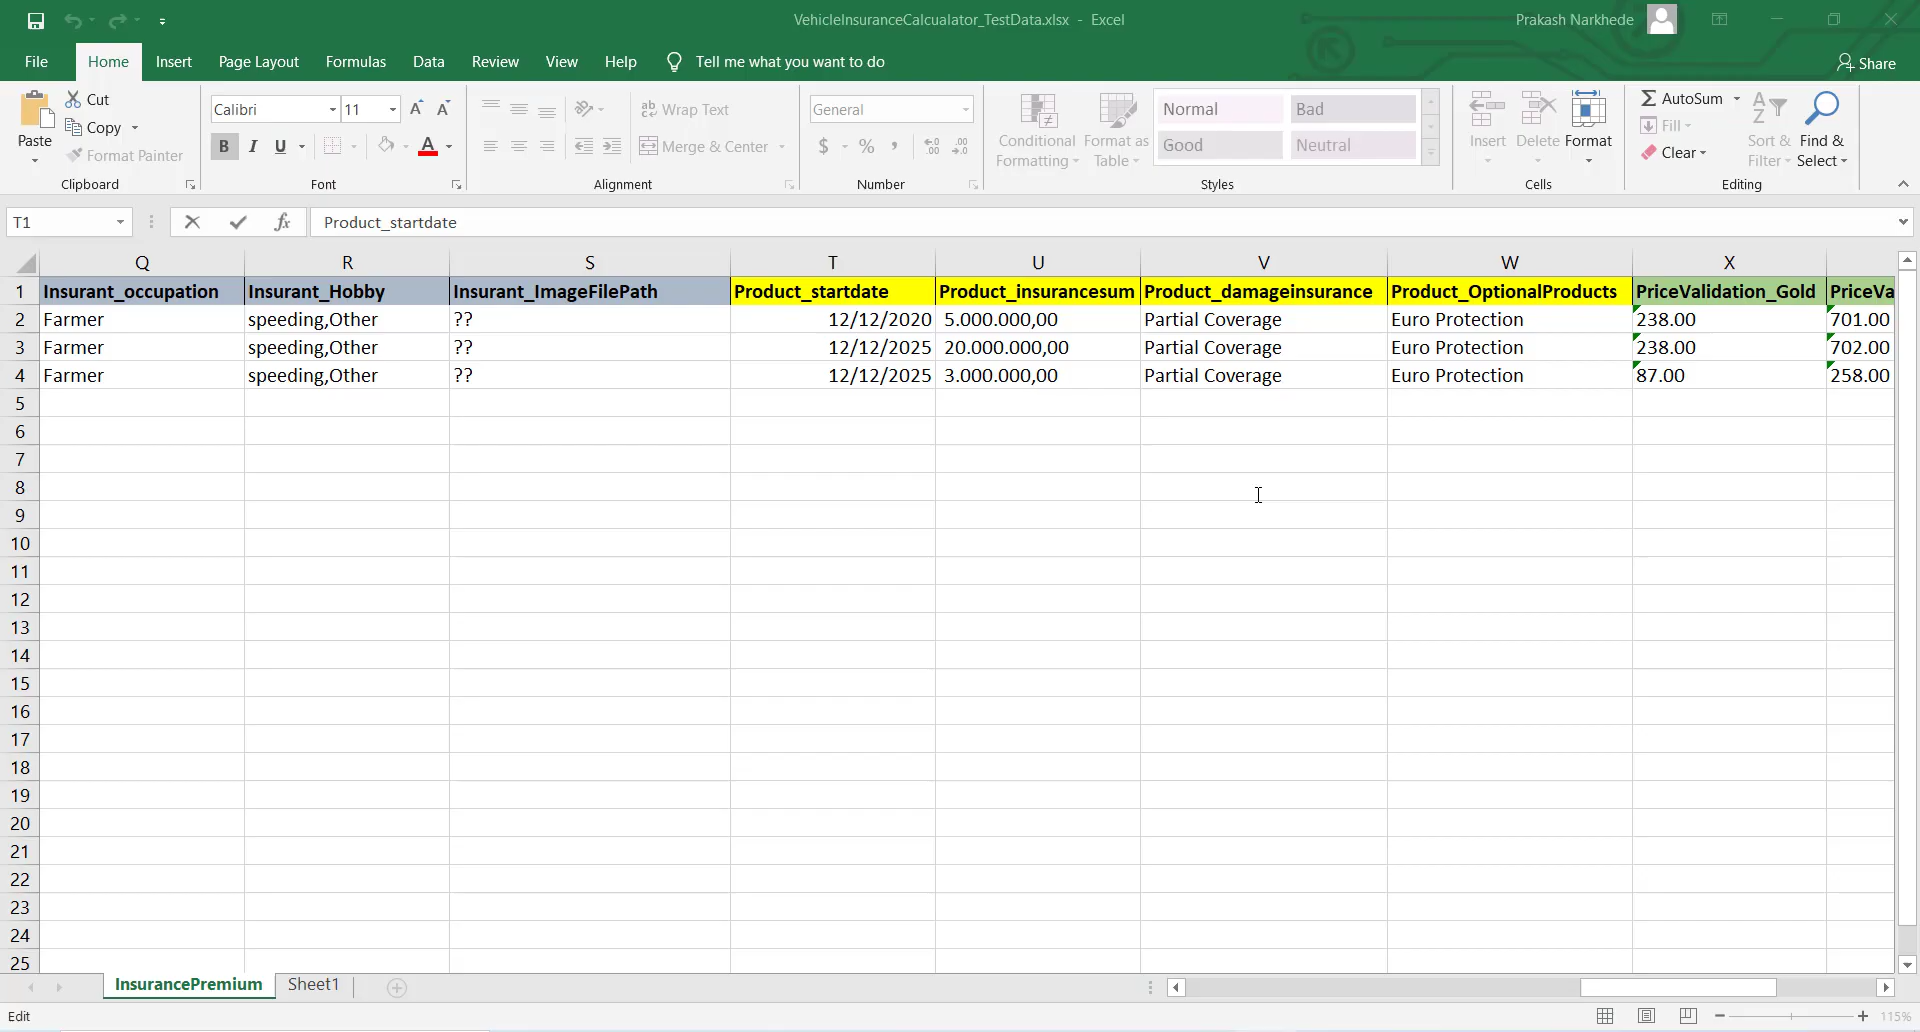 VehicleInsuranceCalcualator_TestData.xlsx - Excel
Prakash Narkhede
File Home Insert Page Layout Formulas Data Review View Help Tell me what you want to do Share
Paste
Cut
Copy
Format Painter
Clipboard
Calibri 11 A A
B I U A
Font
ab Wrap Text
Merge & Center
Alignment
General
$ % ,
Number
Conditional Formatting
Format as Table
Normal Bad
Good Neutral
Styles
Insert Delete Format
Cells
AutoSum
Fill
Clear
Sort & Filter
Find & Select
Editing
T1 fx Product_startdate
Q R S T U V W X
1 Insurant_occupation Insurant_Hobby Insurant_ImageFilePath Product_startdate Product_insurancesum Product_damageinsurance Product_OptionalProducts PriceValidation_Gold PriceVa
2 Farmer speeding,Other ?? 12/12/2020 5.000.000,00 Partial Coverage Euro Protection 238.00 701.00
3 Farmer speeding,Other ?? 12/12/2025 20.000.000,00 Partial Coverage Euro Protection 238.00 702.00
4 Farmer speeding,Other ?? 12/12/2025 3.000.000,00 Partial Coverage Euro Protection 87.00 258.00
5
6
7
8
9
10
11
12
13
14
15
16
17
18
19
20
21
22
23
24
25
InsurancePremium Sheet1
Edit
115%